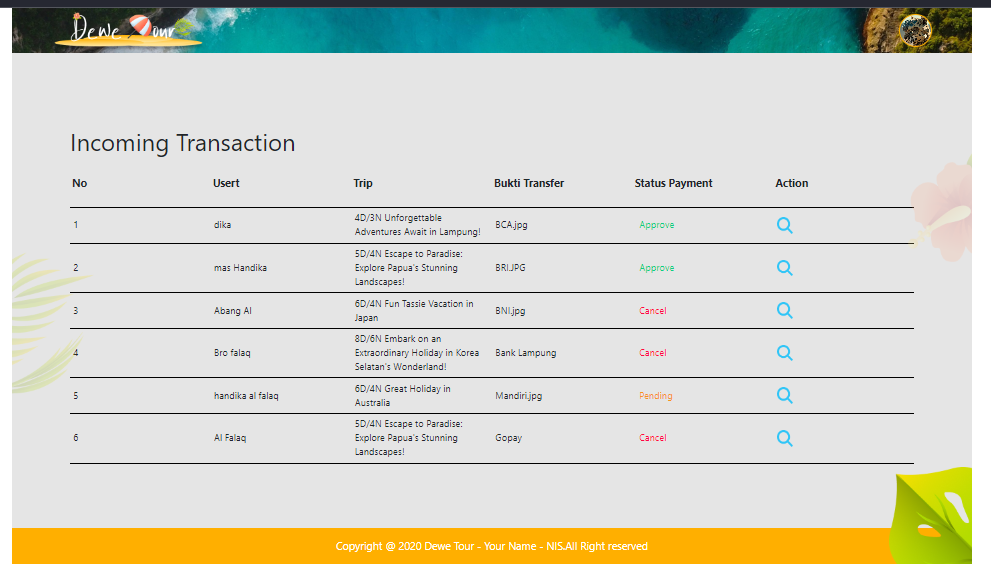 Dewe Tour
Incoming Transaction
No Usert Trip Bukti Transfer Status Payment Action
1 dika 4D/3N Unforgettable BCA.jpg Approve
Adventures Await in Lampung!
2 mas Handika 5D/4N Escape to Paradise: BRI.JPG Approve
Explore Papua's Stunning
Landscapes!
3 Abang Al 6D/4N Fun Tassie Vacation in BNI.jpg Cancel
Japan
4 Bro falaq 8D/6N Embark on an Bank Lampung Cancel
Extraordinary Holiday in Korea
Selatan's Wonderland!
5 handika al falaq 6D/4N Great Holiday in Mandiri.jpg Pending
Australia
6 Al Falaq 5D/4N Escape to Paradise: Gopay Cancel
Explore Papua's Stunning
Landscapes!
Copyright @ 2020 Dewe Tour - Your Name - NIS.All Right reserved